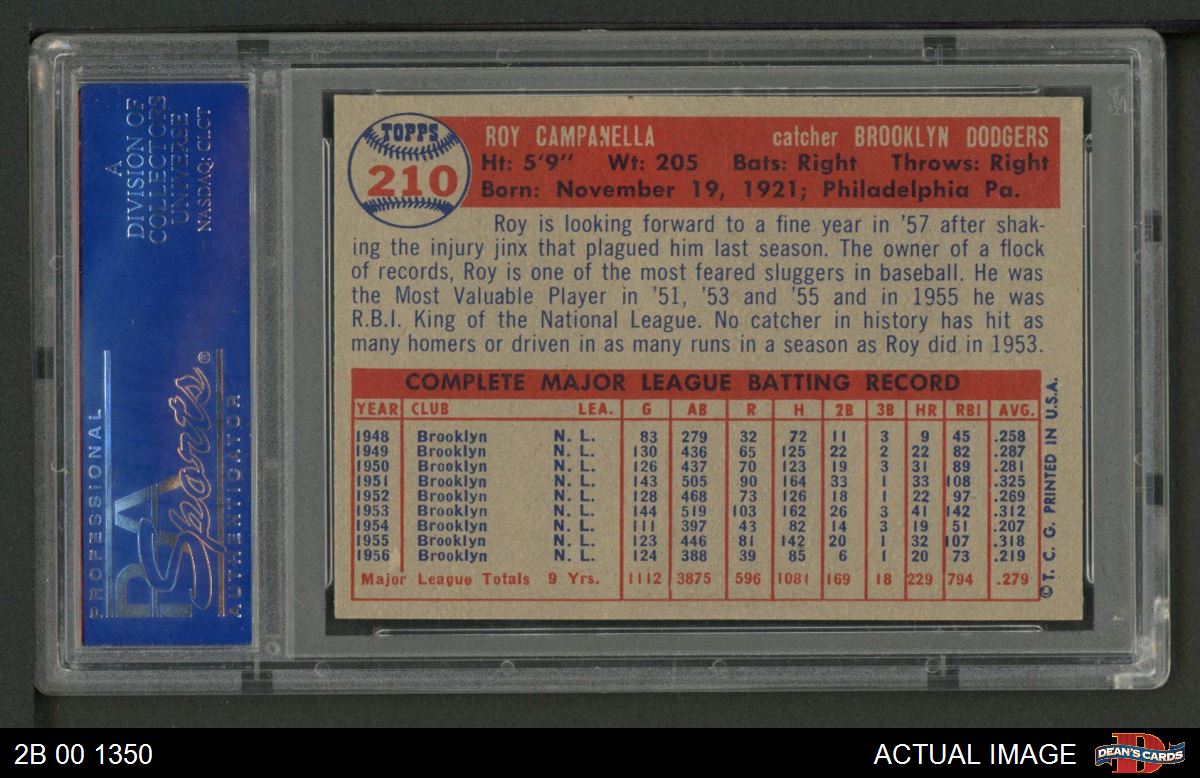 A
DIVISION OF
COLLECTORS
UNIVERSE
NASDAQ: CLCT
PROFESSIONAL
PSA
Sports®
AUTHENTICATOR
TOPPS
210
ROY CAMPANELLA catcher BROOKLYN DODGERS
Ht: 5'9" Wt: 205 Bats: Right Throws: Right
Born: November 19, 1921; Philadelphia Pa.
Roy is looking forward to a fine year in '57 after shak-
ing the injury jinx that plagued him last season. The owner of a flock
of records, Roy is one of the most feared sluggers in baseball. He was
the Most Valuable Player in '51, '53 and '55 and in 1955 he was
R.B.I. King of the National League. No catcher in history has hit as
many homers or driven in as many runs in a season as Roy did in 1953.
COMPLETE MAJOR LEAGUE BATTING RECORD
YEAR CLUB LEA. G AB R H 2B 3B HR RBI AVG.
1948 Brooklyn N. L. 83 279 32 72 11 3 9 45 .258
1949 Brooklyn N. L. 130 436 65 125 22 2 22 82 .287
1950 Brooklyn N. L. 126 437 70 123 19 3 31 89 .281
1951 Brooklyn N. L. 143 505 90 164 33 1 33 108 .325
1952 Brooklyn N. L. 128 468 73 126 18 1 22 97 .269
1953 Brooklyn N. L. 144 519 103 162 26 3 41 142 .312
1954 Brooklyn N. L. 111 397 43 82 14 3 19 51 .207
1955 Brooklyn N. L. 123 446 81 142 20 1 32 107 .318
1956 Brooklyn N. L. 124 388 39 85 6 1 20 73 .219
Major League Totals 9 Yrs. 1112 3875 596 1081 169 18 229 794 .279
© T. C. G. PRINTED IN U.S.A.
2B 00 1350
ACTUAL IMAGE
DEAN'S CARDS